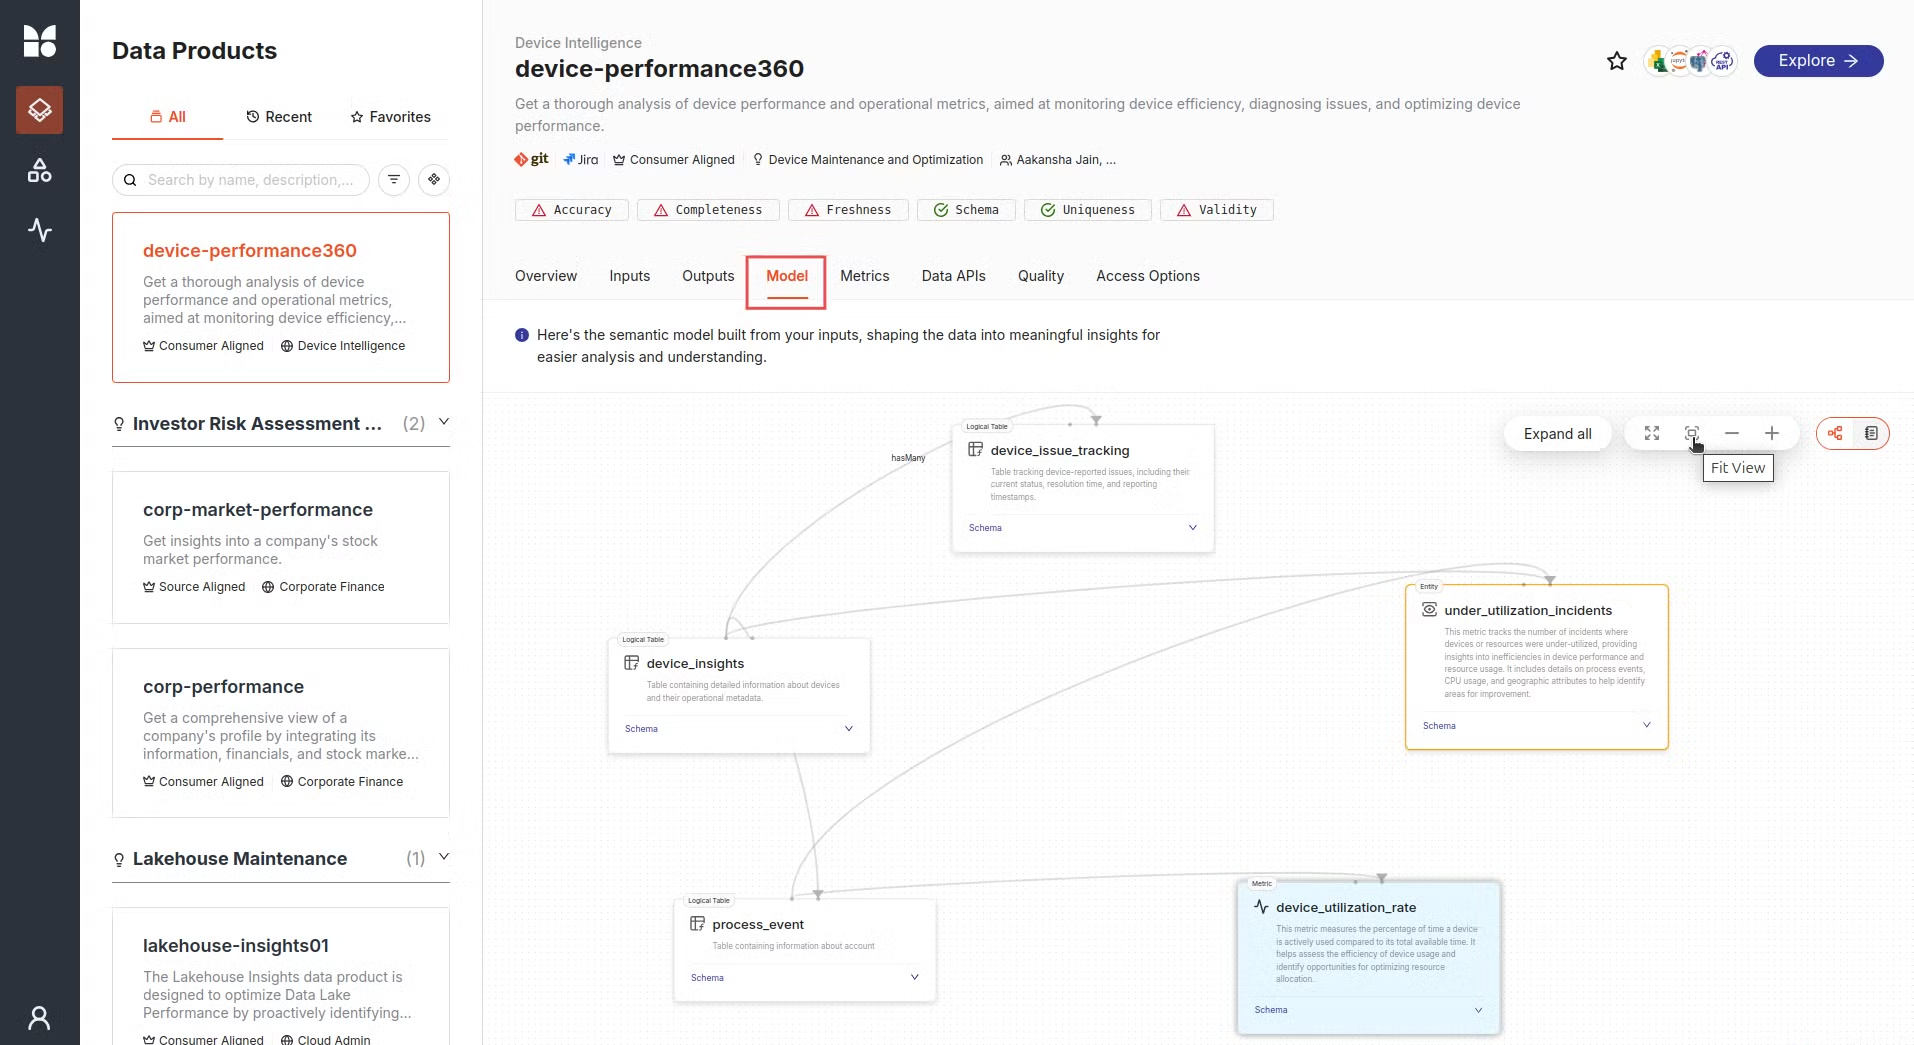 Data Products
All
Recent
Favorites
Search by name, description,...
device-performance360
Get a thorough analysis of device
performance and operational metrics,
aimed at monitoring device efficiency,...
Consumer Aligned
Device Intelligence
Investor Risk Assessment ... (2)
corp-market-performance
Get insights into a company's stock
market performance.
Source Aligned
Corporate Finance
corp-performance
Get a comprehensive view of a
company's profile by integrating its
information, financials, and stock marke...
Consumer Aligned
Corporate Finance
Lakehouse Maintenance (1)
lakehouse-insights01
The Lakehouse Insights data product is
designed to optimize Data Lake
Performance by proactively identifying...
Consumer Aligned
Cloud Admin
Device Intelligence
device-performance360
Get a thorough analysis of device performance and operational metrics, aimed at monitoring device efficiency, diagnosing issues, and optimizing device
performance.
git
Jira
Consumer Aligned
Device Maintenance and Optimization
Aakansha Jain, ...
jupyter
REST
API
Explore
Accuracy
Completeness
Freshness
Schema
Uniqueness
Validity
Overview
Inputs
Outputs
Model
Metrics
Data APIs
Quality
Access Options
Here's the semantic model built from your inputs, shaping the data into meaningful insights for
easier analysis and understanding.
Expand all
Fit View
hasMany
Logical Table
device_issue_tracking
Table tracking device-reported issues, including their
current status, resolution time, and reporting
timestamps.
Schema
Entity
under_utilization_incidents
This metric tracks the number of incidents where
devices or resources were under-utilized, providing
insights into inefficiencies in device performance and
resource usage. It includes details on process events,
CPU usage, and geographic attributes to help identify
areas for improvement.
Schema
Logical Table
device_insights
Table containing detailed information about devices
and their operational metadata.
Schema
Logical Table
process_event
Table containing information about account
Schema
Metric
device_utilization_rate
This metric measures the percentage of time a device
is actively used compared to its total available time. It
helps assess the efficiency of device usage and
identify opportunities for optimizing resource
allocation.
Schema